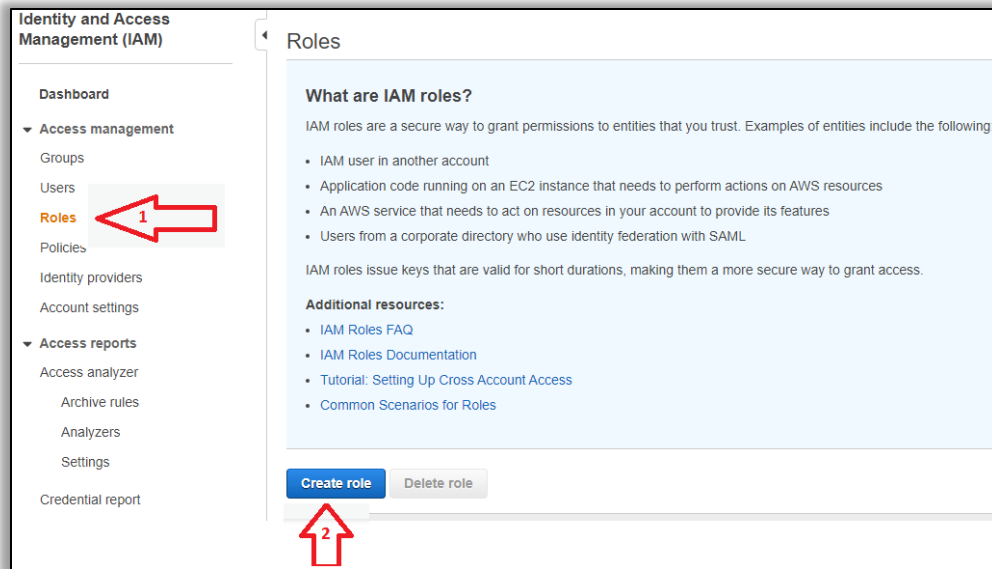 Identity and Access
Management (IAM)
Dashboard
Access management
Groups
Users
Roles
1
Policies
Identity providers
Account settings
Access reports
Access analyzer
Archive rules
Analyzers
Settings
Credential report
Roles
What are IAM roles?
IAM roles are a secure way to grant permissions to entities that you trust. Examples of entities include the following:
• IAM user in another account
• Application code running on an EC2 instance that needs to perform actions on AWS resources
• An AWS service that needs to act on resources in your account to provide its features
• Users from a corporate directory who use identity federation with SAML
IAM roles issue keys that are valid for short durations, making them a more secure way to grant access.
Additional resources:
• IAM Roles FAQ
• IAM Roles Documentation
• Tutorial: Setting Up Cross Account Access
• Common Scenarios for Roles
Create role
Delete role
2